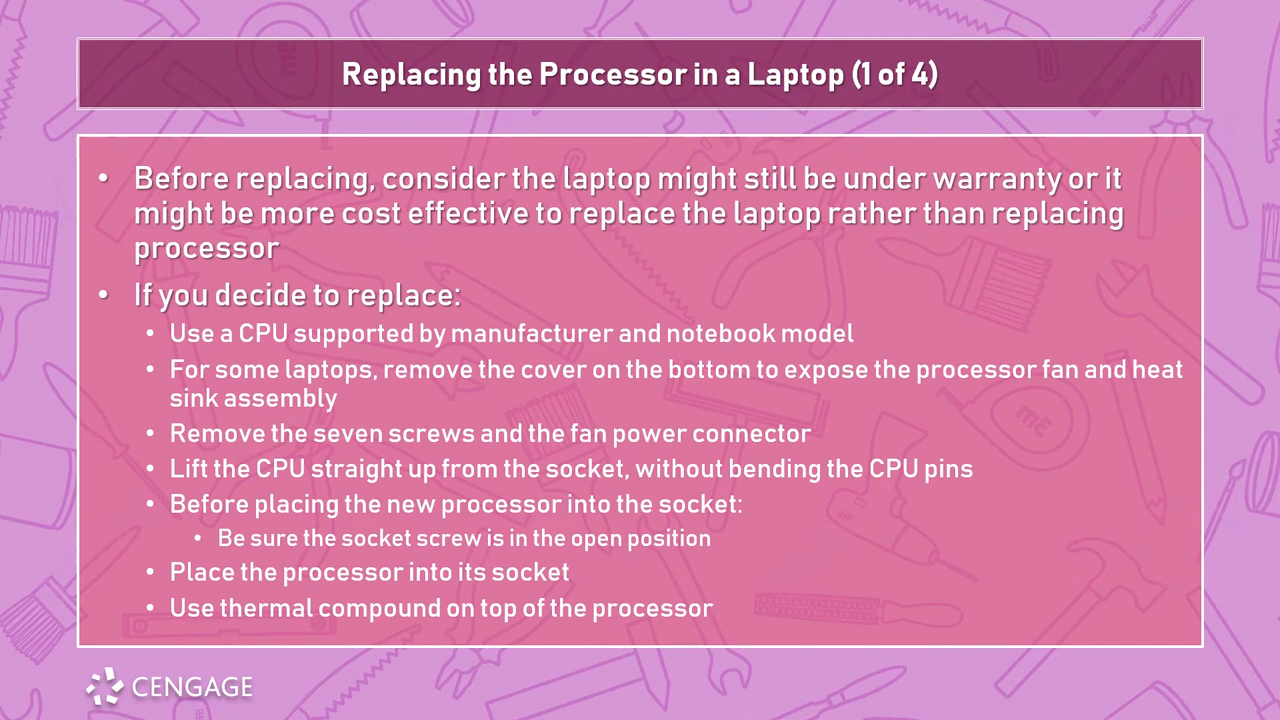 Replacing the Processor in a Laptop (1 of 4)
• Before replacing, consider the laptop might still be under warranty or it
might be more cost effective to replace the laptop rather than replacing
processor
• If you decide to replace:
• Use a CPU supported by manufacturer and notebook model
• For some laptops, remove the cover on the bottom to expose the processor fan and heat
sink assembly
• Remove the seven screws and the fan power connector
• Lift the CPU straight up from the socket, without bending the CPU pins
• Before placing the new processor into the socket:
• Be sure the socket screw is in the open position
• Place the processor into its socket
• Use thermal compound on top of the processor
CENGAGE